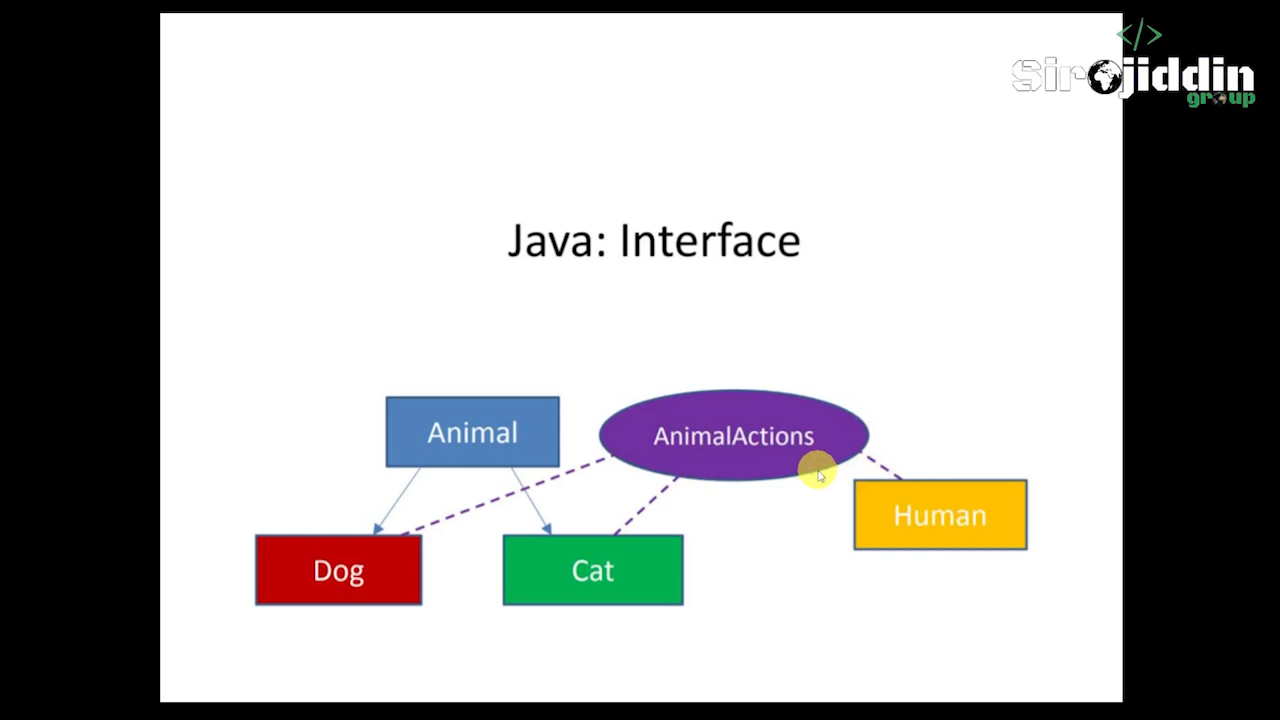 </>
Sirojiddin
group
Java: Interface
Animal
AnimalActions
Human
Dog
Cat